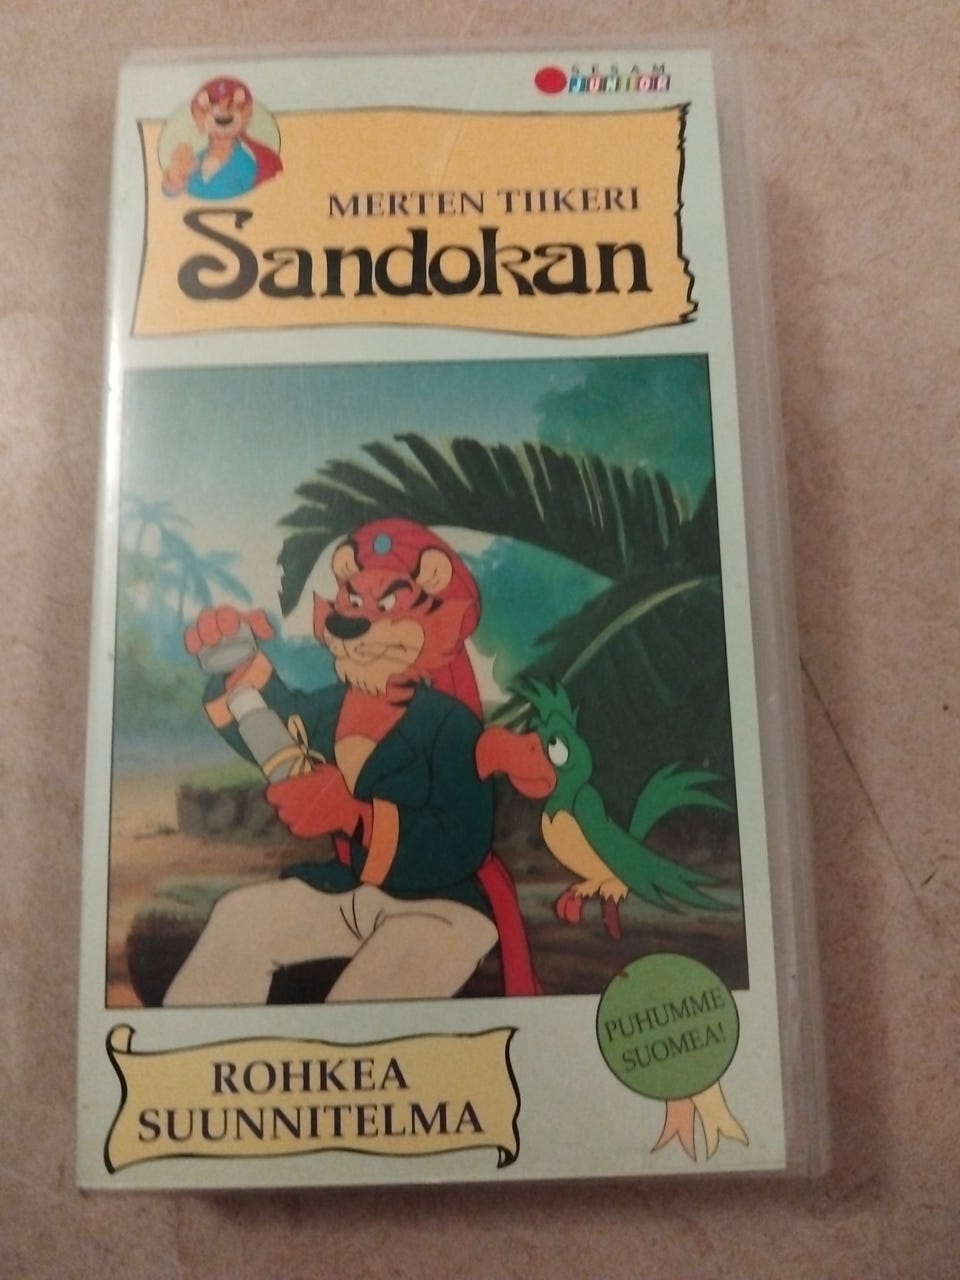 SESAM
JUNIOR
MERTEN TIIKERI
Sandokan
PUHUMME
SUOMEA!
ROHKEA
SUUNNITELMA